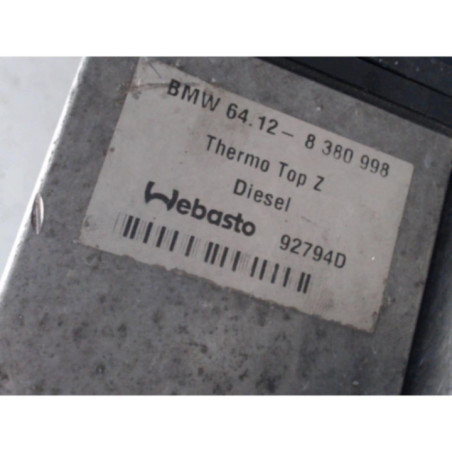 BMW 64.12 - 8 380 998
Thermo Top Z
Diesel
Webasto 92794D